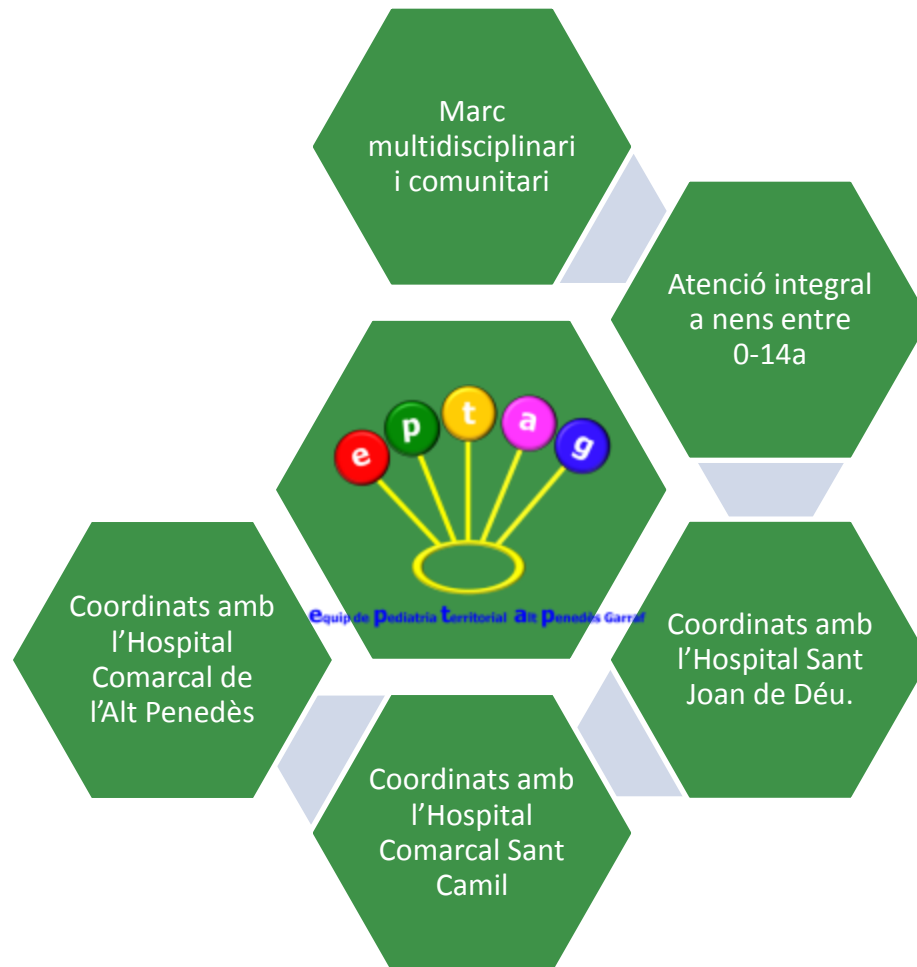 Marc
multidisciplinari
i comunitari
Atenció integral
a nens entre
0-14a
e p t a g
equip de pediatria territorial alt penedès Garraf
Coordinats amb
l’Hospital Sant
Joan de Déu.
Coordinats amb
l’Hospital
Comarcal Sant
Camil
Coordinats amb
l’Hospital
Comarcal de
l’Alt Penedès